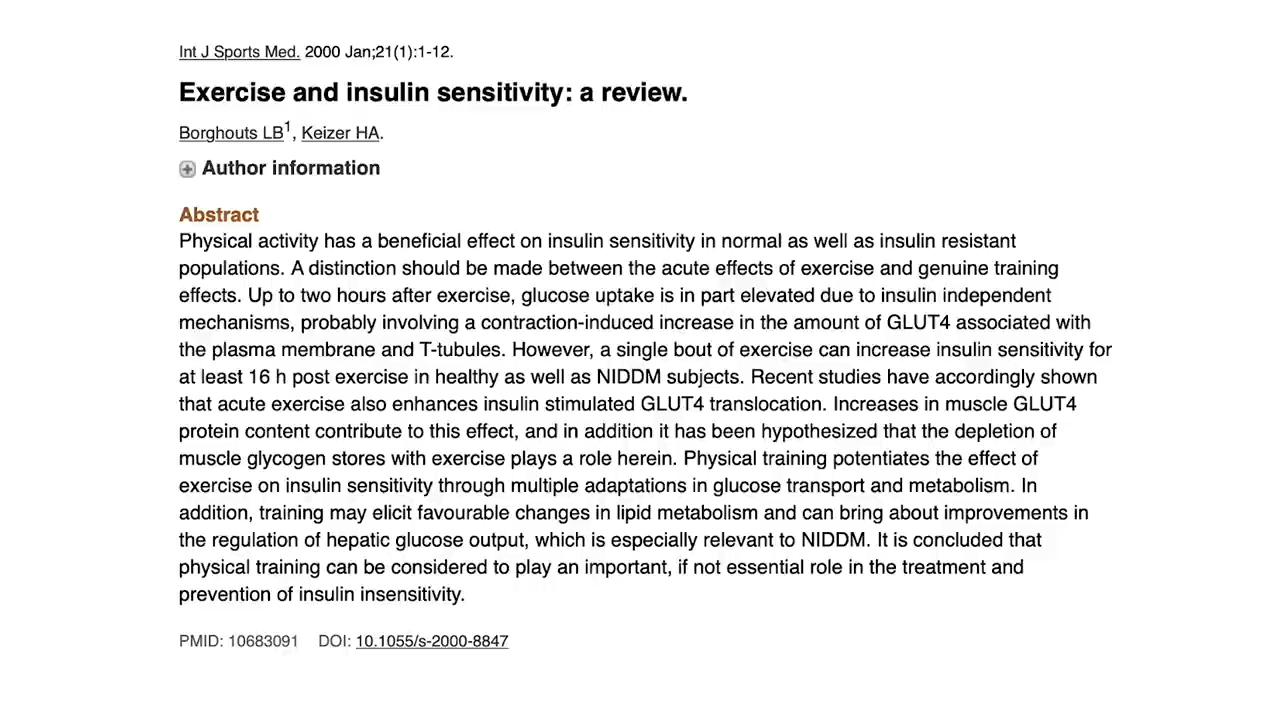 Int J Sports Med. 2000 Jan;21(1):1-12.
Exercise and insulin sensitivity: a review.
Borghouts LB1, Keizer HA.
Author information
Abstract
Physical activity has a beneficial effect on insulin sensitivity in normal as well as insulin resistant
populations. A distinction should be made between the acute effects of exercise and genuine training
effects. Up to two hours after exercise, glucose uptake is in part elevated due to insulin independent
mechanisms, probably involving a contraction-induced increase in the amount of GLUT4 associated with
the plasma membrane and T-tubules. However, a single bout of exercise can increase insulin sensitivity for
at least 16 h post exercise in healthy as well as NIDDM subjects. Recent studies have accordingly shown
that acute exercise also enhances insulin stimulated GLUT4 translocation. Increases in muscle GLUT4
protein content contribute to this effect, and in addition it has been hypothesized that the depletion of
muscle glycogen stores with exercise plays a role herein. Physical training potentiates the effect of
exercise on insulin sensitivity through multiple adaptations in glucose transport and metabolism. In
addition, training may elicit favourable changes in lipid metabolism and can bring about improvements in
the regulation of hepatic glucose output, which is especially relevant to NIDDM. It is concluded that
physical training can be considered to play an important, if not essential role in the treatment and
prevention of insulin insensitivity.
PMID: 10683091 DOI: 10.1055/s-2000-8847